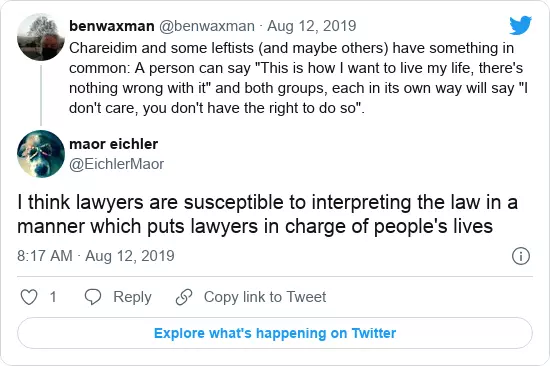 benwaxman @benwaxman · Aug 12, 2019
Chareidim and some leftists (and maybe others) have something in
common: A person can say "This is how I want to live my life, there's
nothing wrong with it" and both groups, each in its own way will say "I
don't care, you don't have the right to do so".
maor eichler
@EichlerMaor
I think lawyers are susceptible to interpreting the law in a
manner which puts lawyers in charge of people's lives
8:17 AM · Aug 12, 2019
1 Reply Copy link to Tweet
Explore what's happening on Twitter